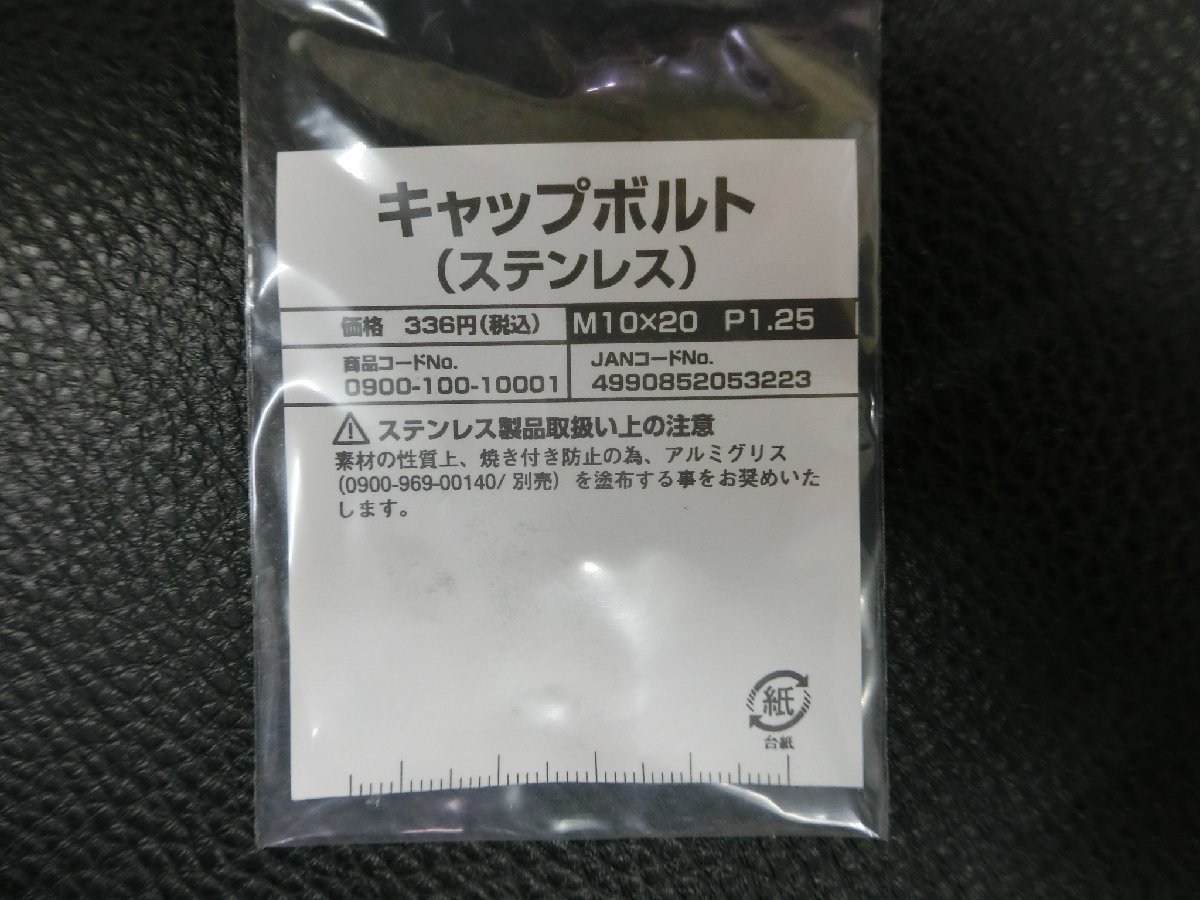 キャップボルト
(ステンレス)
価格 336円(税込) M10×20 P1.25
商品コードNo. JANコードNo.
0900-100-10001 4990852053223
ステンレス製品取扱い上の注意
素材の性質上、焼き付き防止の為、アルミグリス
(0900-969-00140/別売)を塗布する事をお奨めいた
します。
紙
台紙